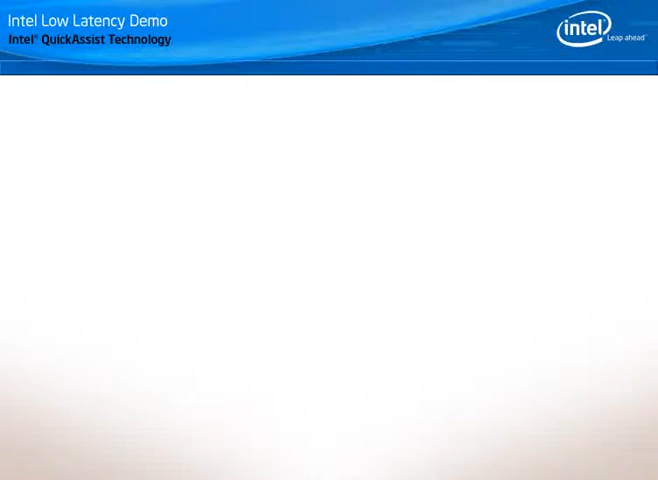 Intel Low Latency Demo
Intel® QuickAssist Technology
intel®
Leap ahead™